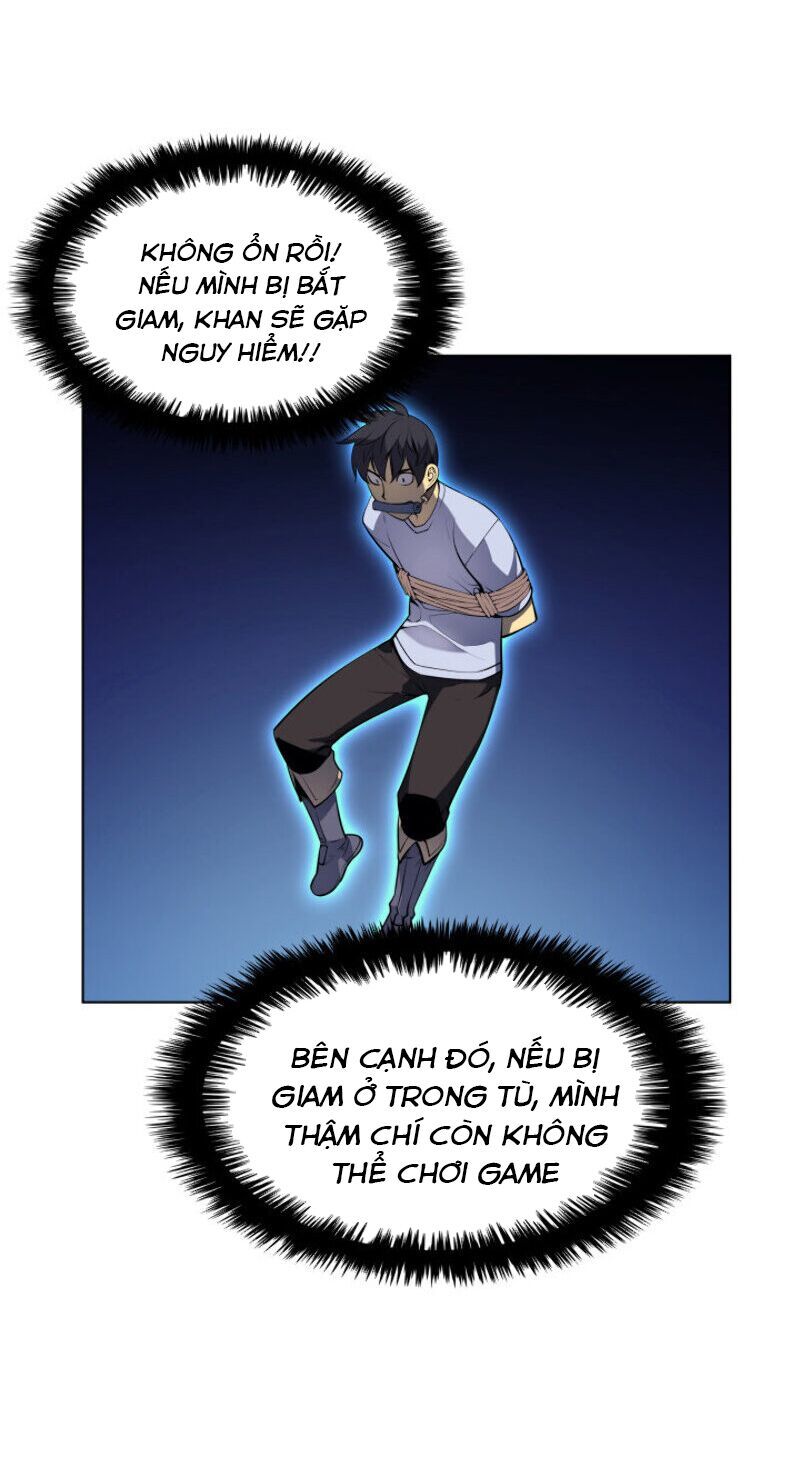 KHÔNG ỔN RỒI!
NẾU MÌNH BỊ BẮT
GIAM, KHAN SẼ GẶP
NGUY HIỂM!!
BÊN CẠNH ĐÓ, NẾU BỊ
GIAM Ở TRONG TÙ, MÌNH
THẬM CHÍ CÒN KHÔNG
THỂ CHƠI GAME